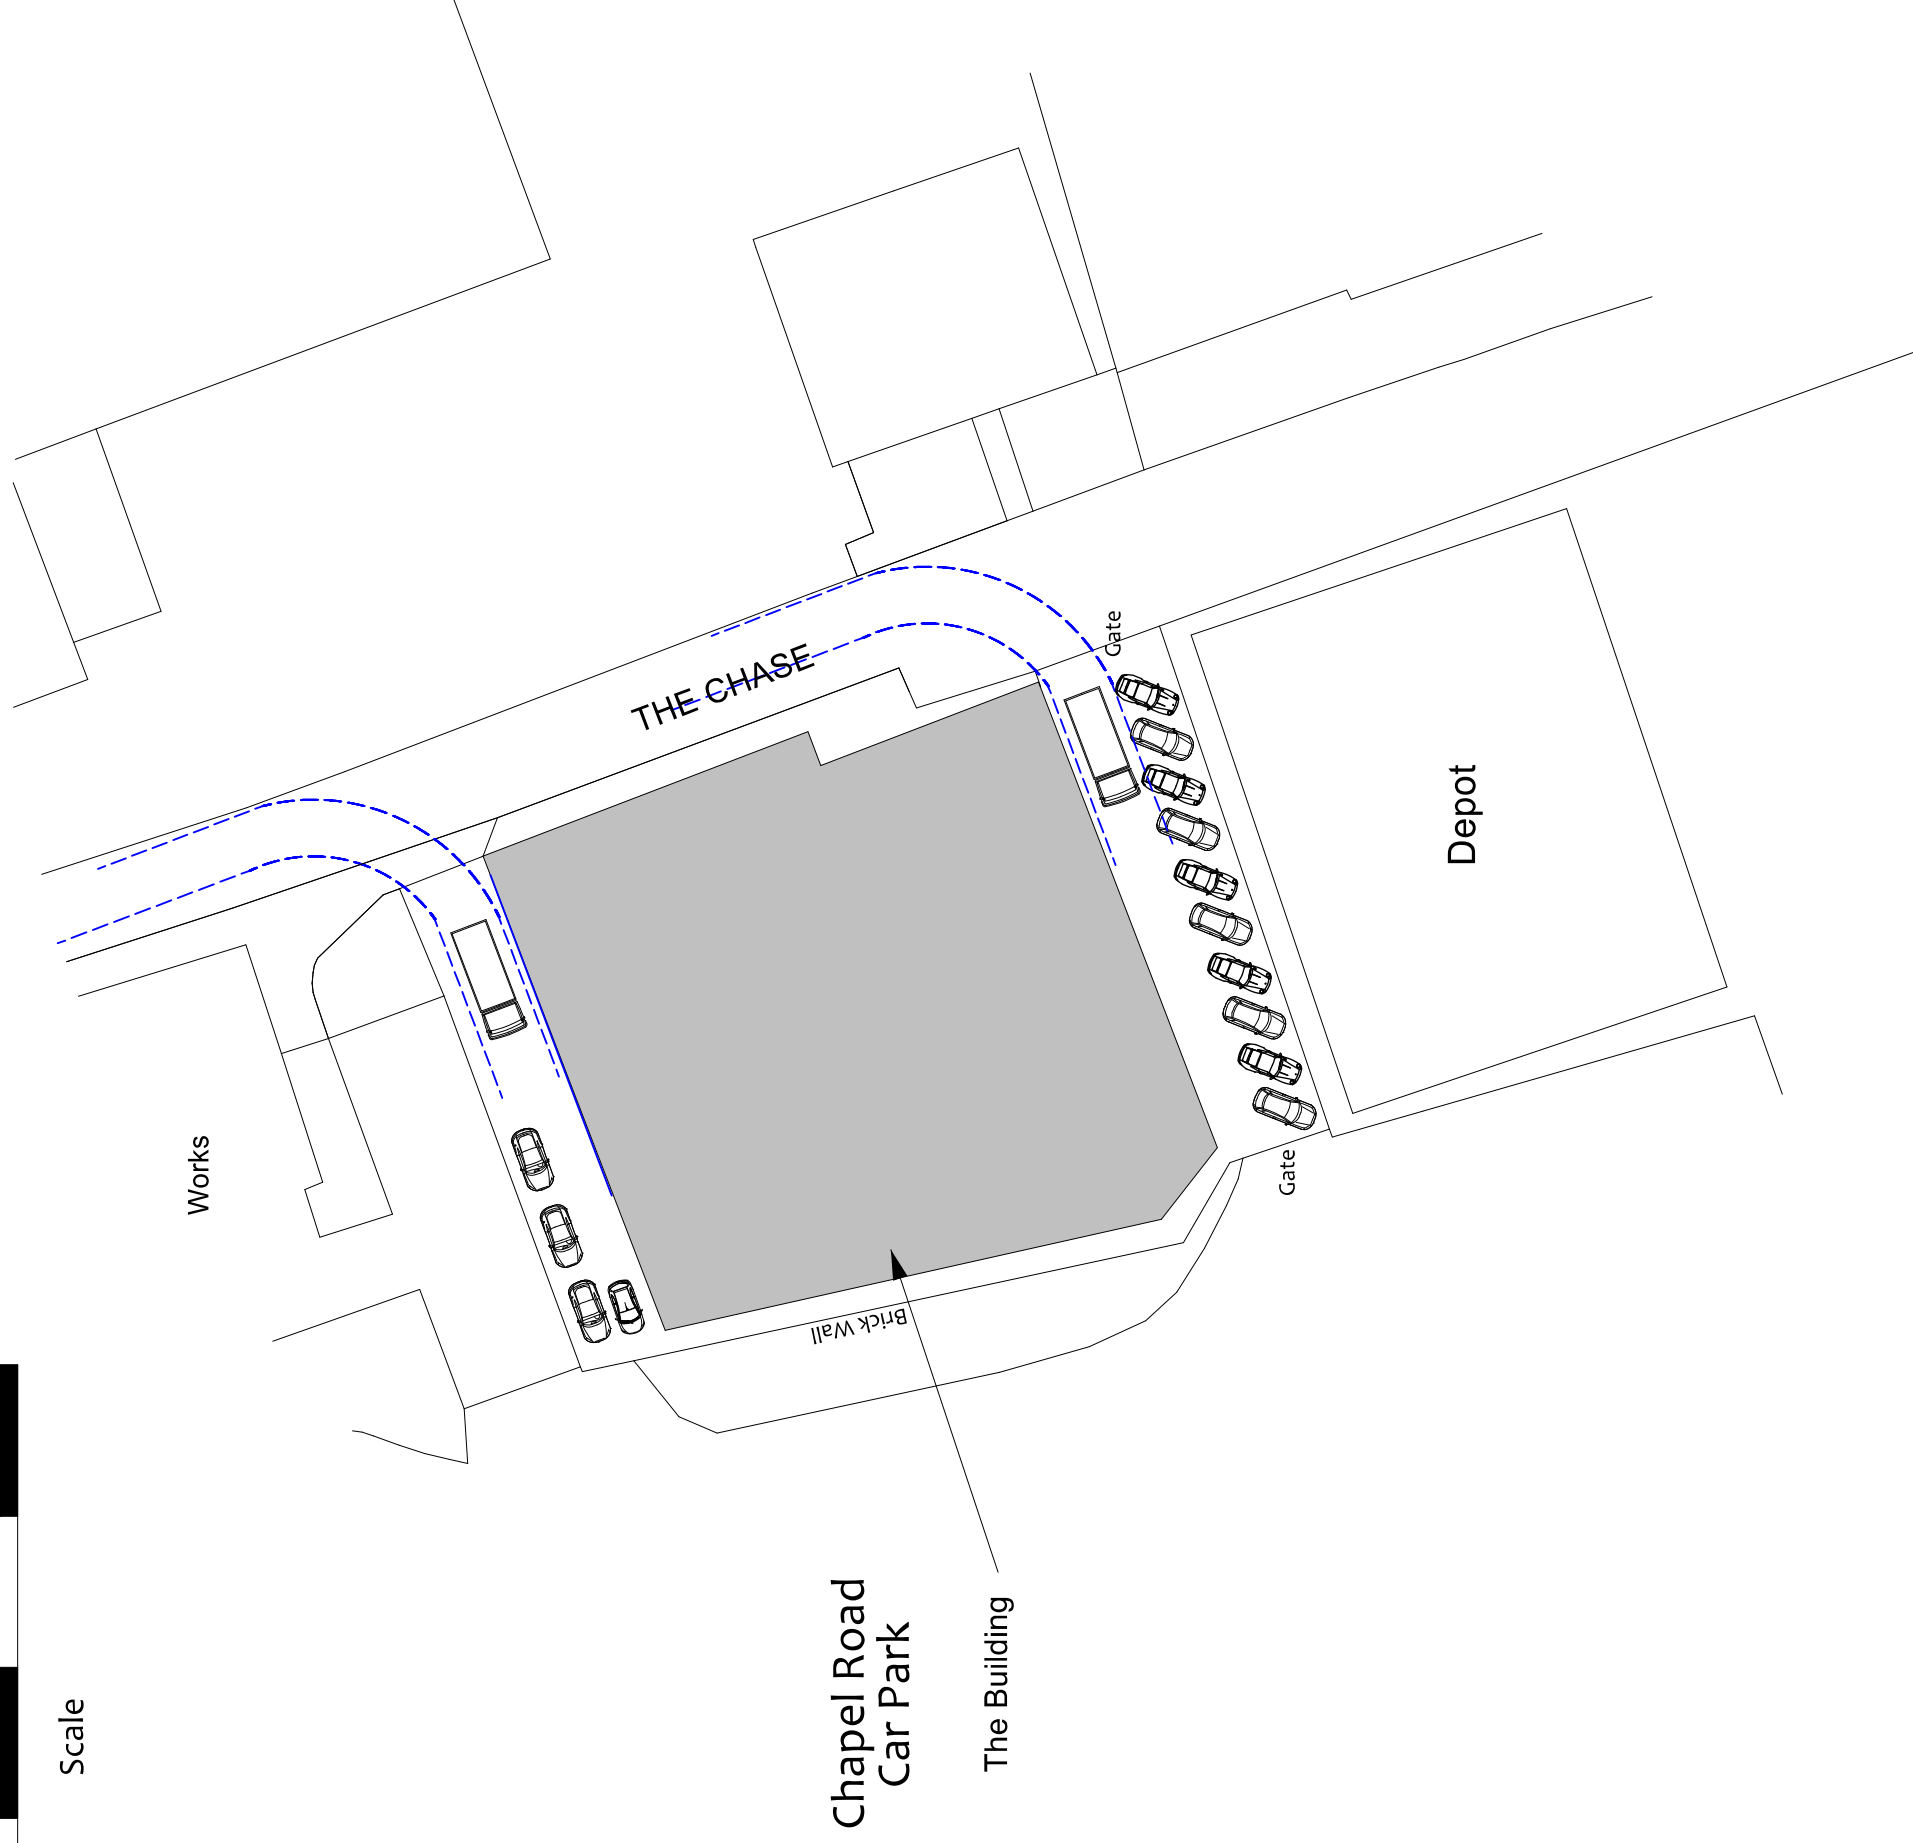 THE CHASE
Gate
Depot
Works
Gate
Brick Wall
Chapel Road
Car Park
The Building
Scale